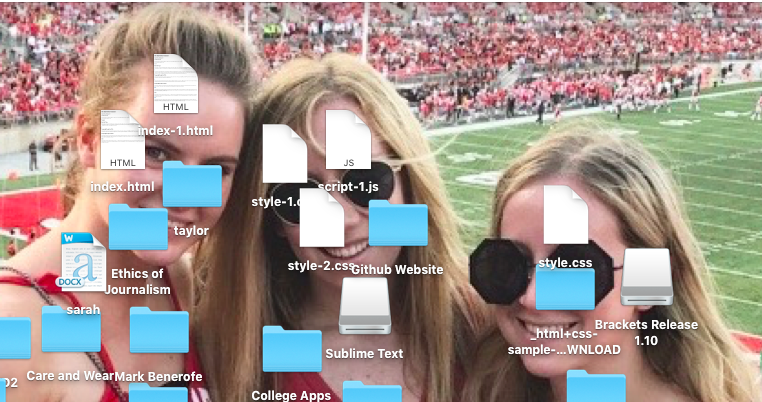 HTML
index-1.html
HTML
JS
index.html
script-1.js
style-1.c
taylor
W
a
DOCX
Ethics of
Journalism
style-2.css
Github Website
style.css
sarah
_html+css-
sample-...WNLOAD
Brackets Release
1.10
Sublime Text
Care and Wear
Mark Benerofe
College Apps